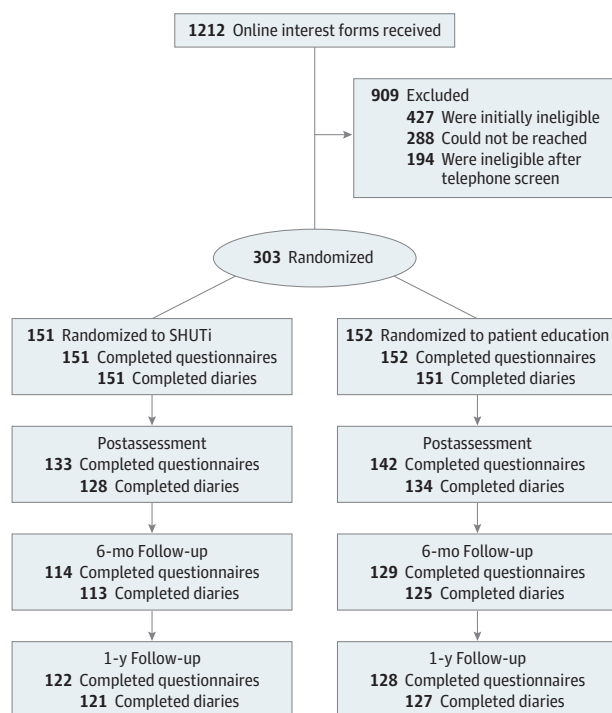 1212 Online interest forms received
909 Excluded
427 Were initially ineligible
288 Could not be reached
194 Were ineligible after
telephone screen
303 Randomized
151 Randomized to SHUTi
151 Completed questionnaires
151 Completed diaries
152 Randomized to patient education
152 Completed questionnaires
151 Completed diaries
Postassessment
133 Completed questionnaires
128 Completed diaries
Postassessment
142 Completed questionnaires
134 Completed diaries
6-mo Follow-up
114 Completed questionnaires
113 Completed diaries
6-mo Follow-up
129 Completed questionnaires
125 Completed diaries
1-y Follow-up
122 Completed questionnaires
121 Completed diaries
1-y Follow-up
128 Completed questionnaires
127 Completed diaries